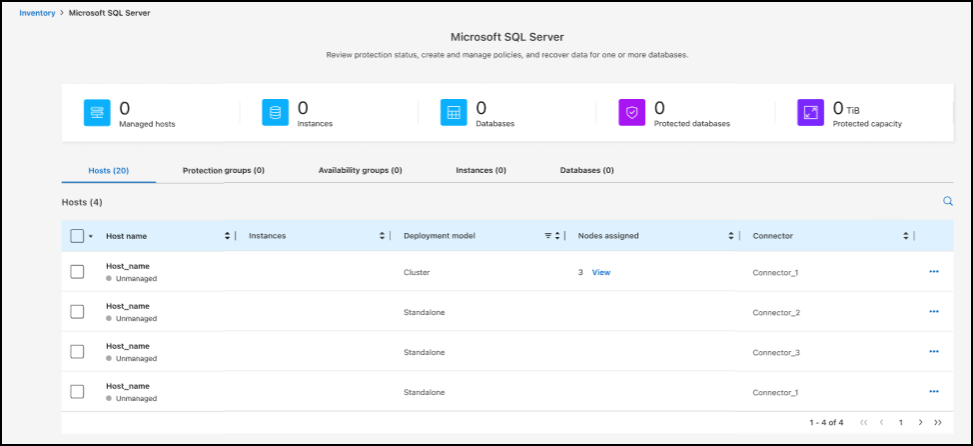 Inventory > Microsoft SQL Server
Microsoft SQL Server
Review protection status, create and manage policies, and recover data for one or more databases.
0 Managed hosts
0 Instances
0 Databases
0 Protected databases
0 TiB Protected capacity
Hosts (20) Protection groups (0) Availability groups (0) Instances (0) Databases (0)
Hosts (4)
Host name Instances Deployment model Nodes assigned Connector
Host_name Cluster 3 View Connector_1 •••
Unmanaged
Host_name Standalone Connector_2 •••
Unmanaged
Host_name Standalone Connector_3 •••
Unmanaged
Host_name Standalone Connector_1 •••
Unmanaged
1 - 4 of 4 << < 1 > >>